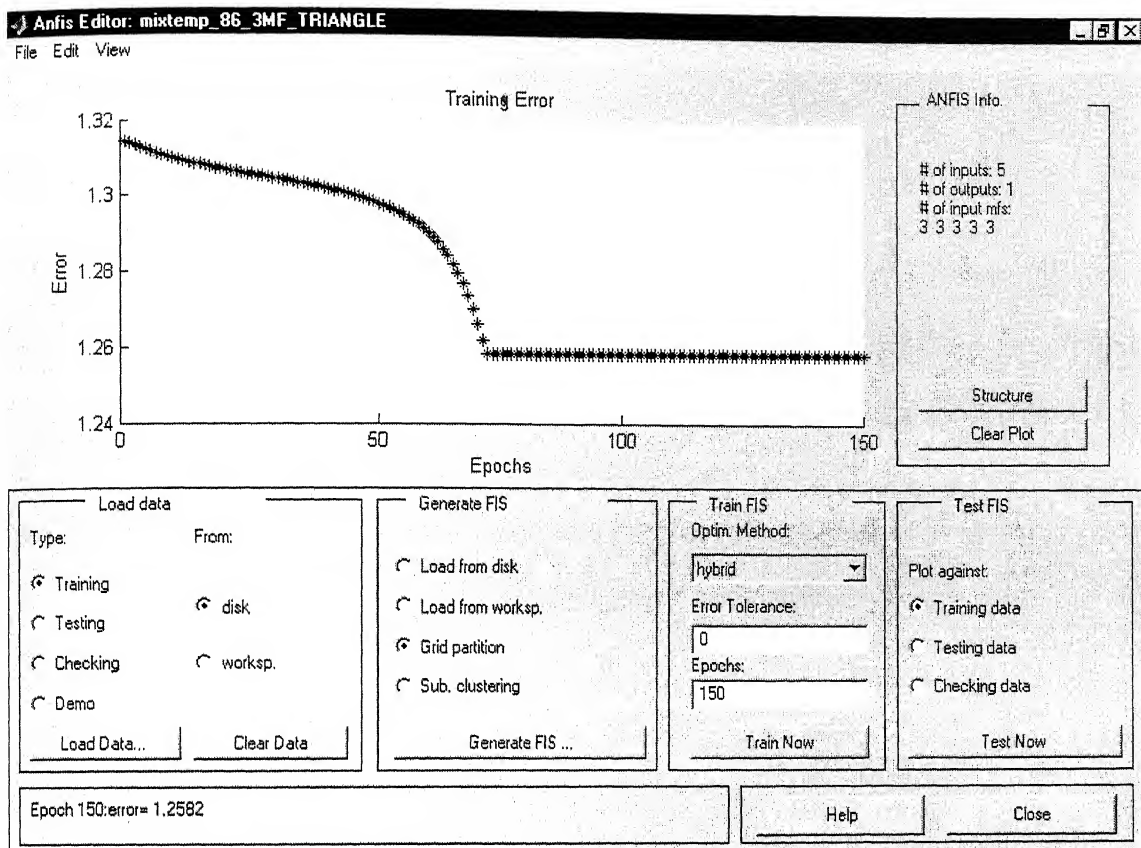 Anfis Editor: mixtemp_86_3MF_TRIANGLE
File Edit View
Training Error
1.32
1.3
1.28
1.26
1.24
Error
0
50
100
150
Epochs
ANFIS Info.
# of inputs: 5
# of outputs: 1
# of input mfs:
3 3 3 3 3
Structure
Clear Plot
Load data
Type:
From:
Training
Testing
Checking
Demo
disk
worksp.
Load Data...
Clear Data
Generate FIS
Load from disk
Load from worksp.
Grid partition
Sub. clustering
Generate FIS ...
Train FIS
Optim. Method:
hybrid
Error Tolerance:
0
Epochs:
150
Train Now
Test FIS
Plot against:
Training data
Testing data
Checking data
Test Now
Epoch 150:error= 1.2582
Help
Close